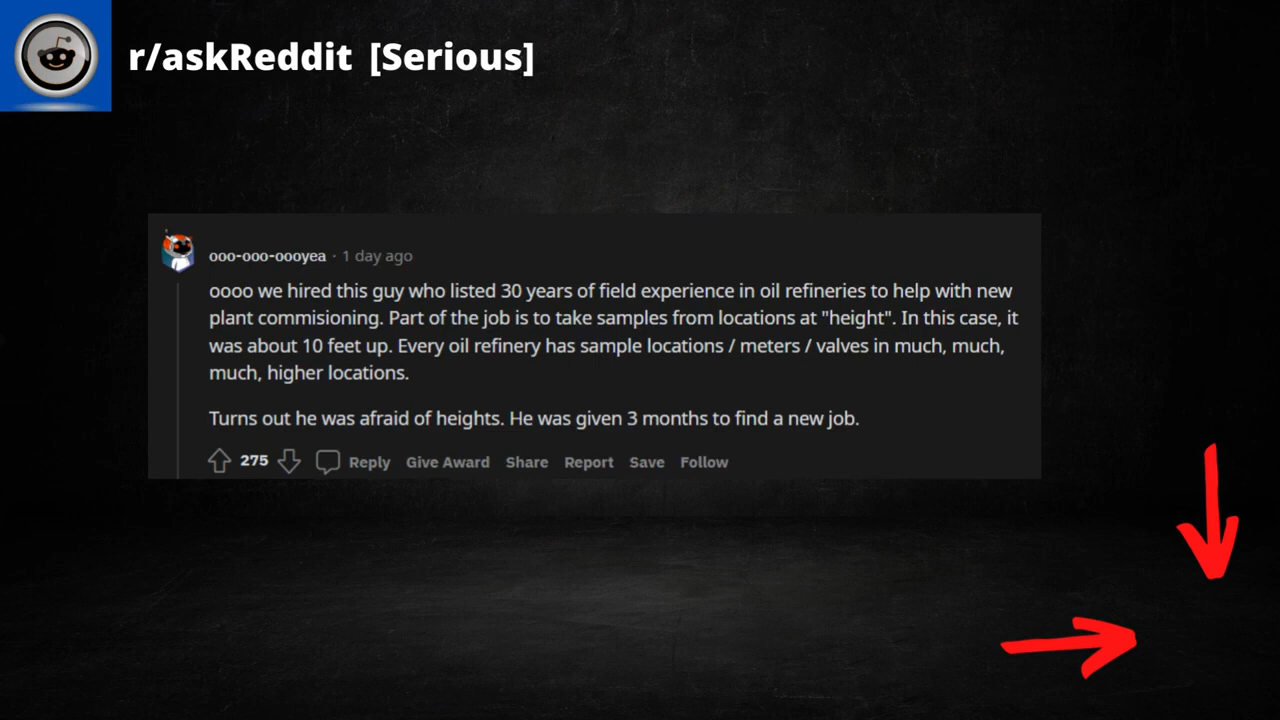 r/askReddit [Serious]
ooo-ooo-oooyea · 1 day ago
oooo we hired this guy who listed 30 years of field experience in oil refineries to help with new
plant commisioning. Part of the job is to take samples from locations at "height". In this case, it
was about 10 feet up. Every oil refinery has sample locations / meters / valves in much, much,
much, higher locations.
Turns out he was afraid of heights. He was given 3 months to find a new job.
275 Reply Give Award Share Report Save Follow